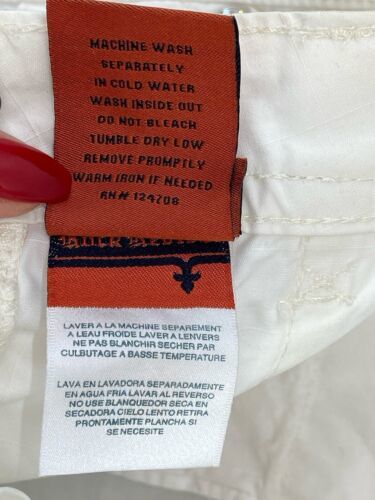 MACHINE WASH
SEPARATELY
IN COLD WATER
WASH INSIDE OUT
DO NOT BLEACH
TUMBLE DRY LOW
REMOVE PROMPTLY
WARM IRON IF NEEDED
RN# 124708
LAVER A LA MACHINE SEPAREMENT
A LEAU FROIDE LAVER A LENVERS
NE PAS BLANCHIR SECHER PAR
CULBUTAGE A BASSE TEMPERATURE
LAVA EN LAVADORA SEPARADAMENTE
EN AGUA FRIA LAVAR AL REVERSO
NO USE BLANQUEDOR SECA EN
SECADORA CIELO LENTO RETIRA
PRONTAMENTE PLANCHA SI
SE NECESITE